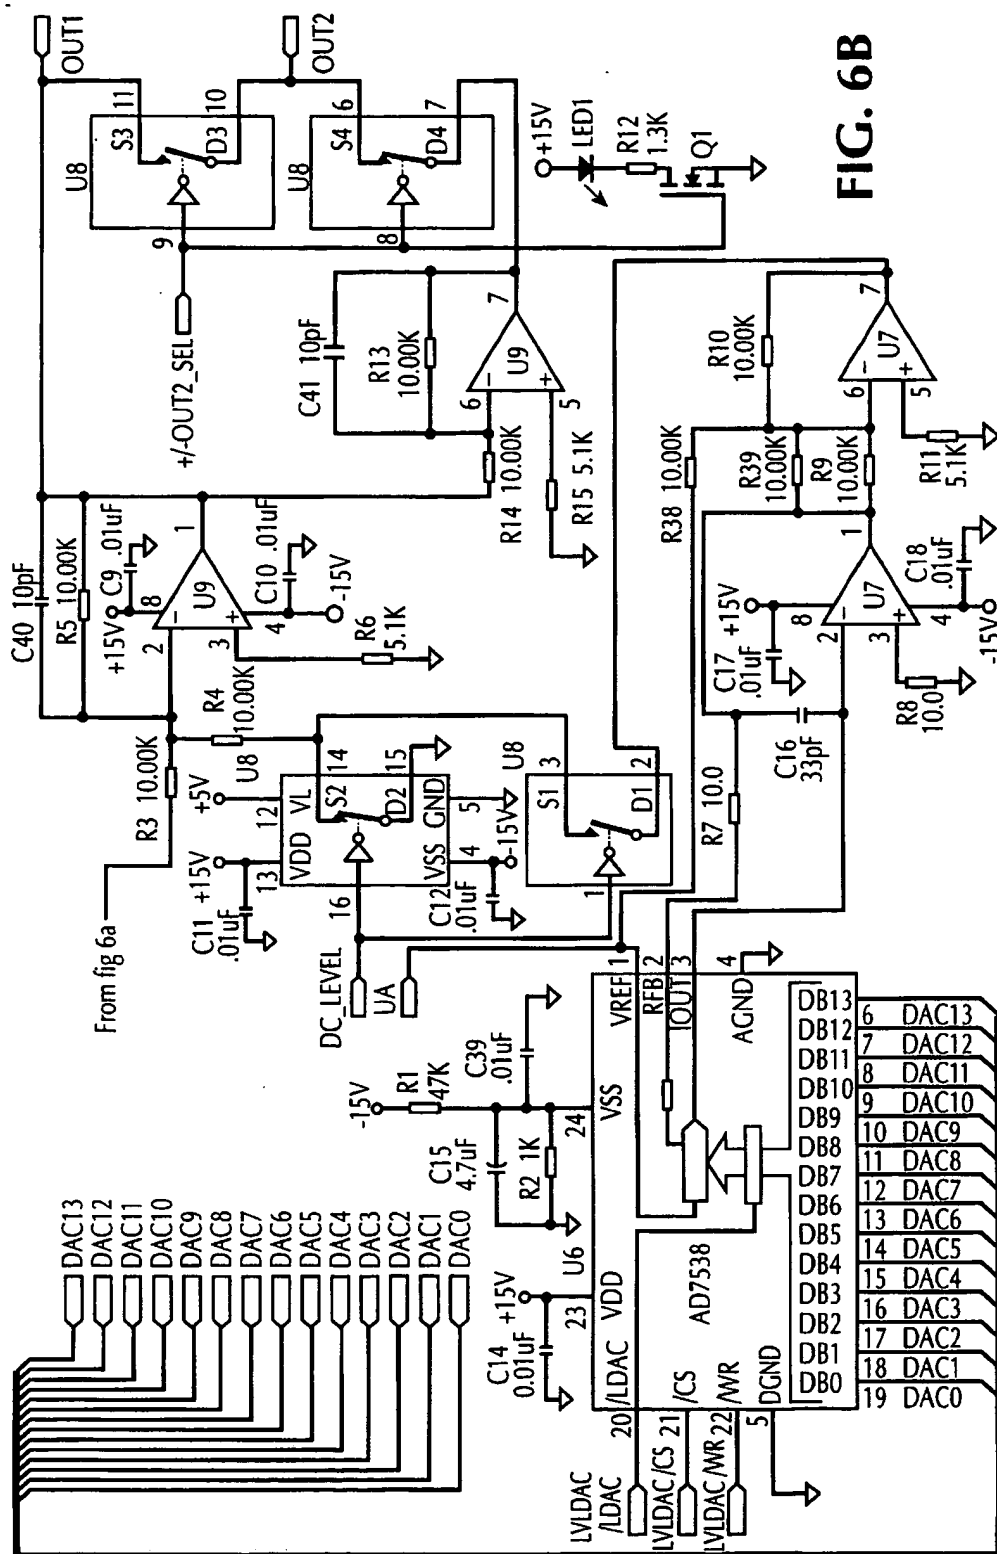 OUT1
OUT2
FIG. 6B
11
10
S3
D3
U8
9
6
7
S4
D4
U8
8
+15V
LED1
R12
1.3K
Q1
+/-OUT2_SEL
C41 10pF
R13
10.00K
7
U9
6
5
-
+
R14 10.00K
R15 5.1K
C40 10pF
R5 10.00K
C9 .01uF
+15V
8
1
U9
2
3
-
+
4
C10 .01uF
-15V
R6
5.1K
R4
10.00K
R3 10.00K
From fig 6a
U8
+5V
12
VL
14
15
S2
D2
GND
5
+15V
13
VDD
VSS
4
-15V
C11
.01uF
C12
.01uF
16
U8
3
2
S1
D1
1
DC_LEVEL
UA
R38
10.00K
R10
10.00K
R39
10.00K
R9
10.00K
7
U7
6
5
-
+
R11
5.1K
1
U7
+15V
8
2
3
-
+
4
C17
.01uF
C18
.01uF
-15V
R8
10.0
C16
33pF
R7 10.0
-15V
R1
47K
C39
.01uF
C15
4.7uF
R2 1K
24
VSS
U6
+15V
23
VDD
C14
0.01uF
VREF
1
RFB
2
IOUT
3
AGND
4
AD7538
/LDAC
20
/CS
21
/WR
22
DGND
5
LVLDAC
/LDAC
LVLDAC/CS
LVLDAC/WR
DB13
DB12
DB11
DB10
DB9
DB8
DB7
DB6
DB5
DB4
DB3
DB2
DB1
DB0
6 DAC13
7 DAC12
8 DAC11
9 DAC10
10 DAC9
11 DAC8
12 DAC7
13 DAC6
14 DAC5
15 DAC4
16 DAC3
17 DAC2
18 DAC1
19 DAC0
DAC13
DAC12
DAC11
DAC10
DAC9
DAC8
DAC7
DAC6
DAC5
DAC4
DAC3
DAC2
DAC1
DAC0